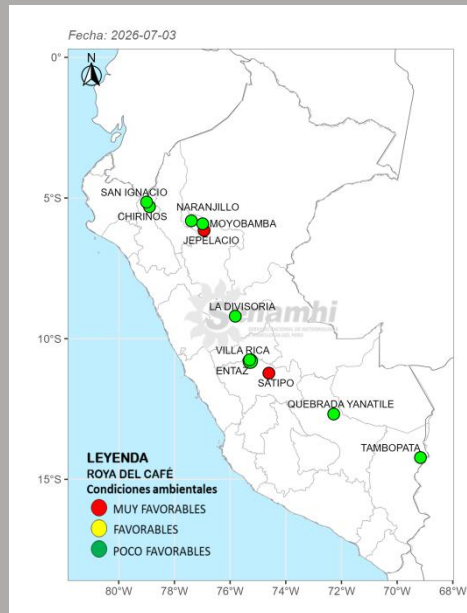 Fecha: 2026-07-03
N
0°
SAN IGNACIO
NARANJILLO
5°S
CHIRINOS
MOYOBAMBA
JEPELACIO
LA DIVISORIA
Senamhi
10°S
VILLA RICA
ENTAZ
SATIPO
QUEBRADA YANATILE
TAMBOPATA
LEYENDA
15°S
ROYA DEL CAFÉ
Condiciones ambientales
MUY FAVORABLES
FAVORABLES
POCO FAVORABLES
80°W 78°W 76°W 74°W 72°W 70°W 68°W